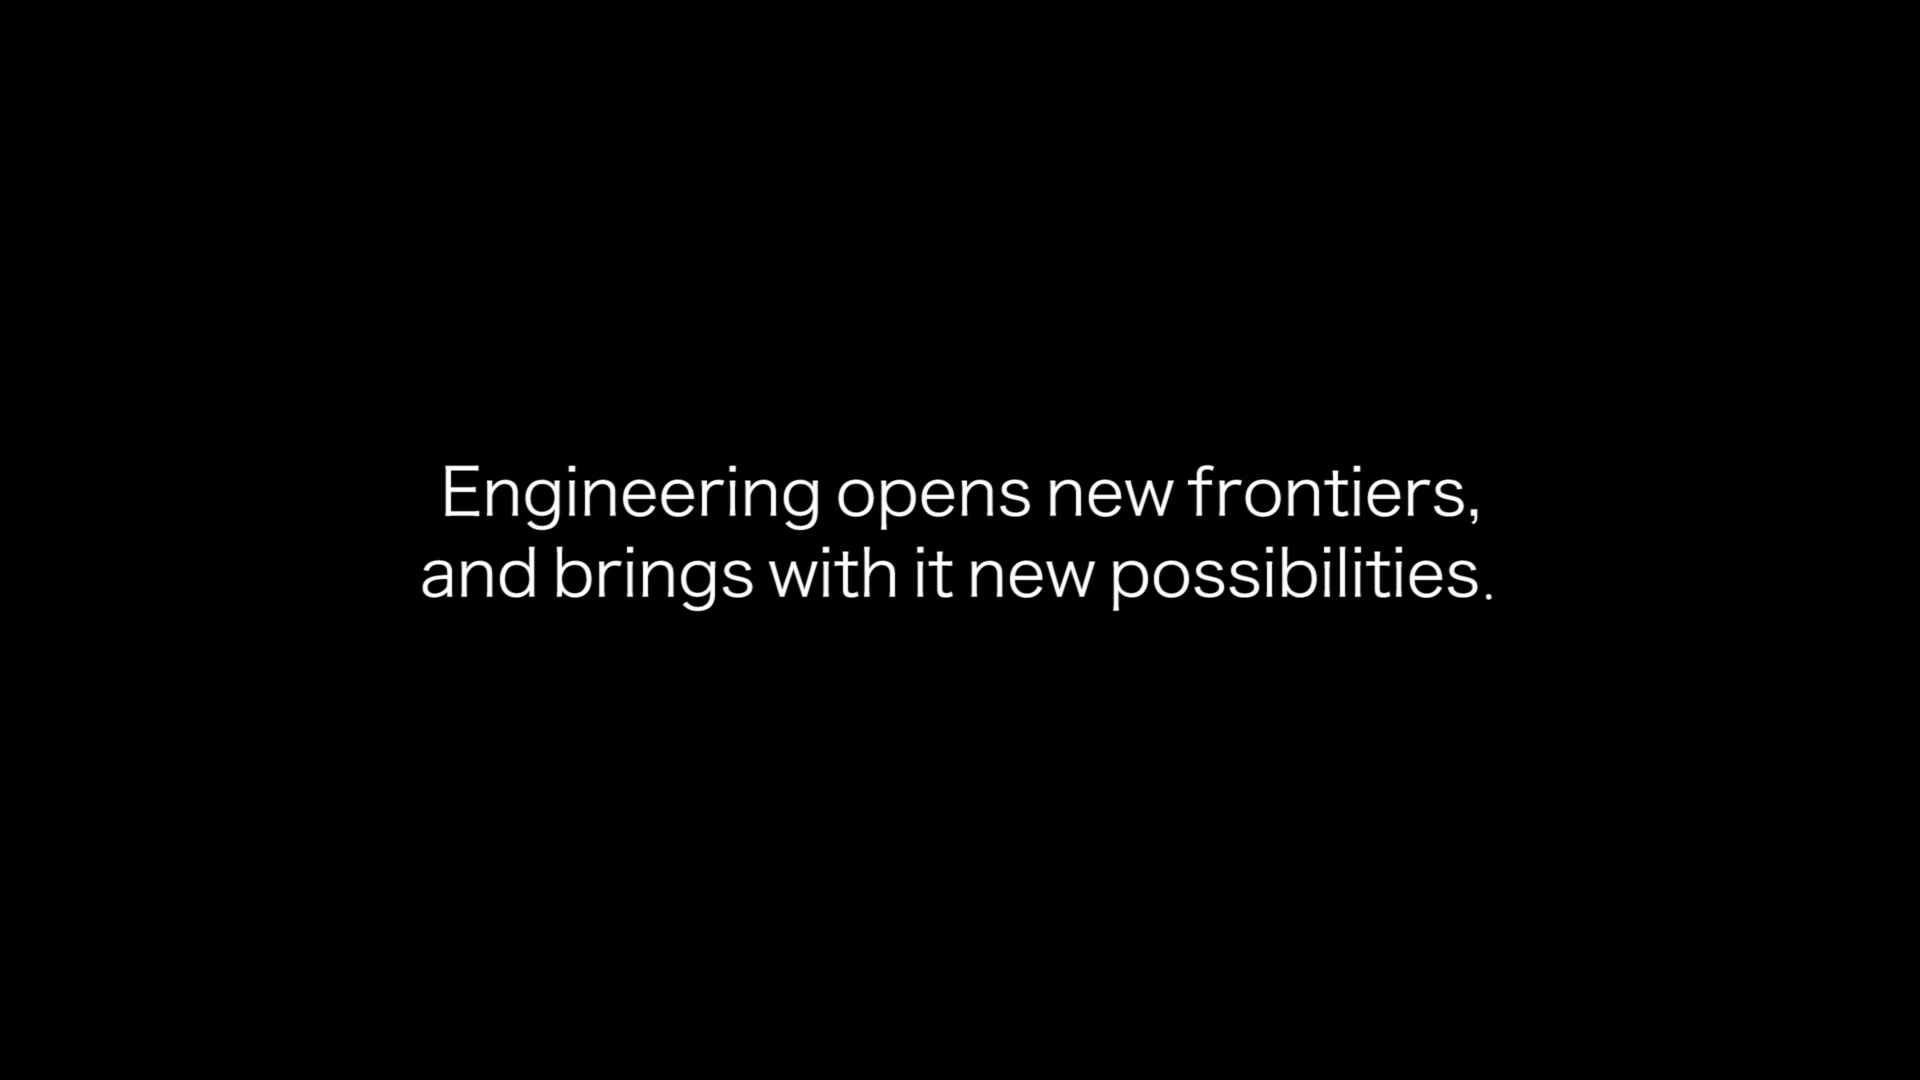 Engineering opens new frontiers,
and brings with it new possibilities.